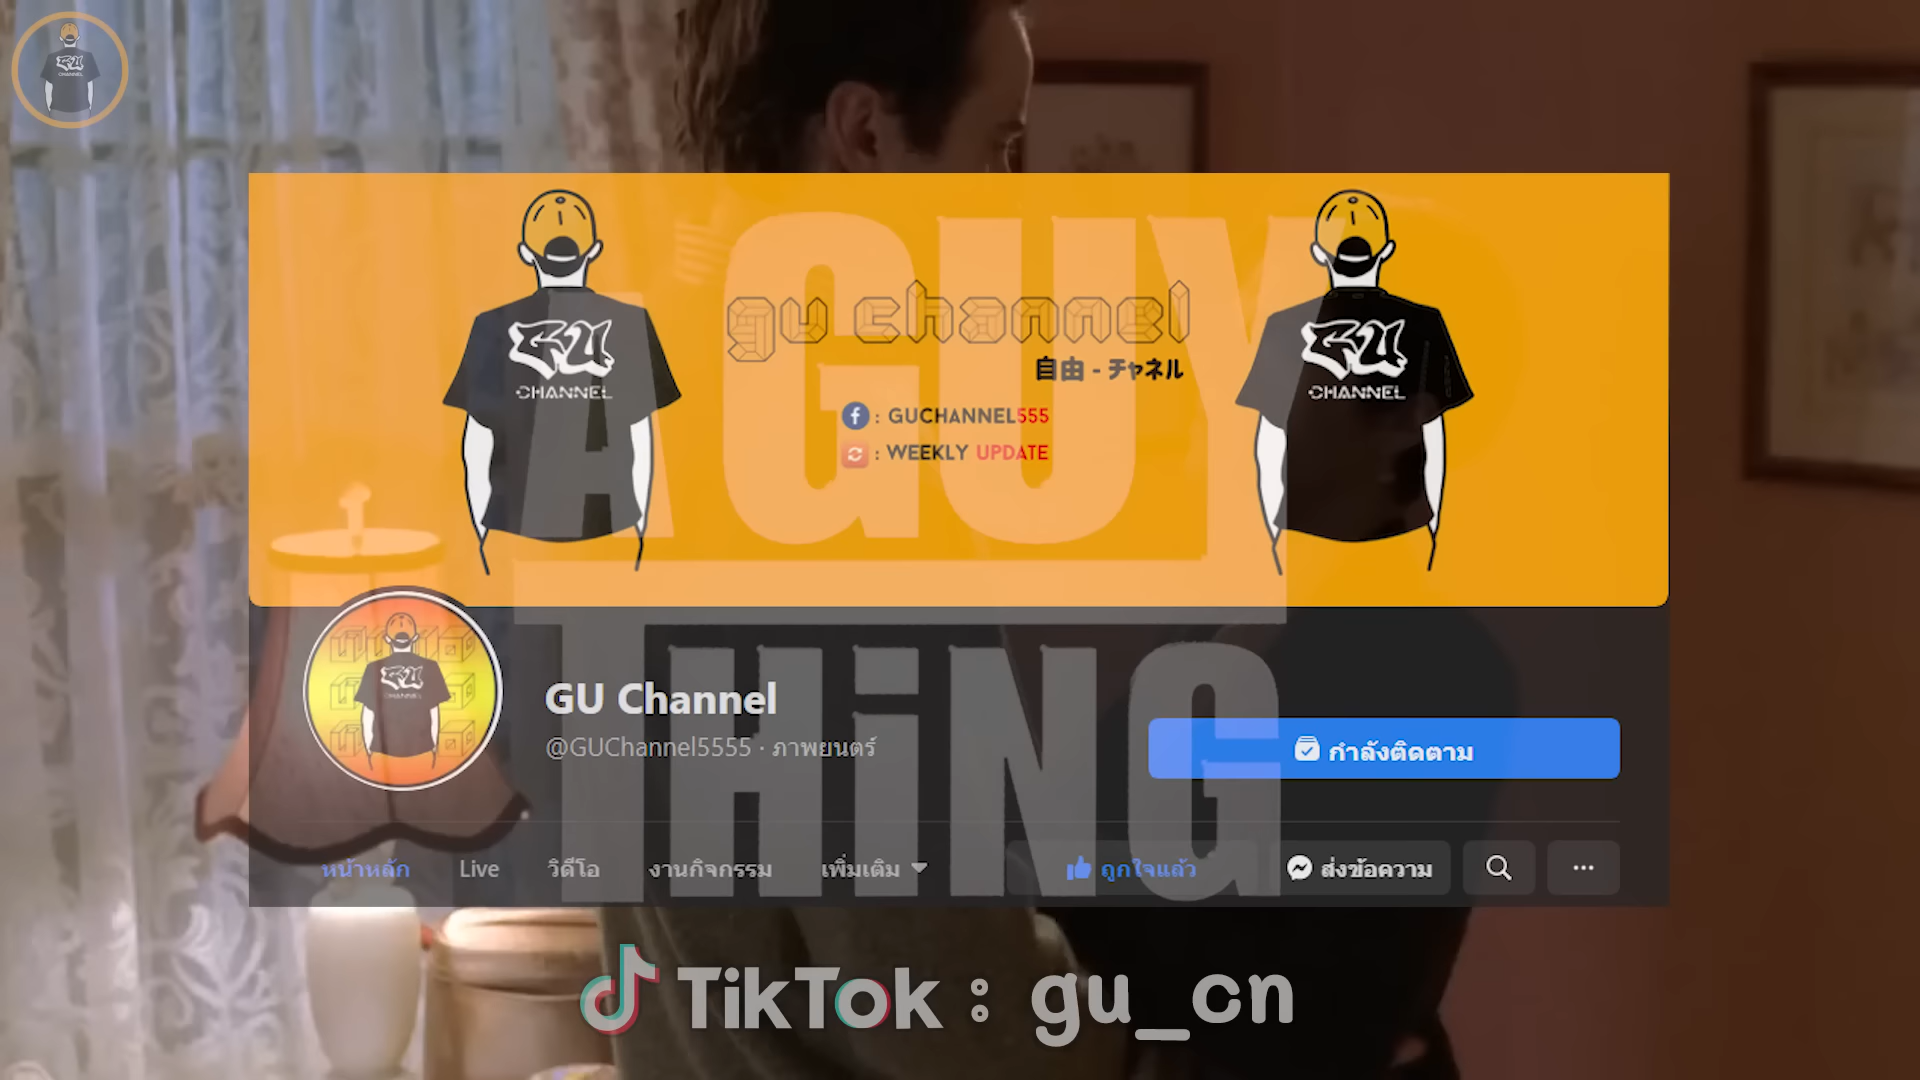 GU
CHANNEL
A GUY
THiNG
GU
CHANNEL
gu channel
自由 - チャネル
: GUCHANNEL555
: WEEKLY UPDATE
GU
CHANNEL
GU
CHANNEL
GU Channel
@GUChannel5555 · ภาพยนตร์
กำลังติดตาม
หน้าหลัก Live วิดีโอ งานกิจกรรม เพิ่มเติม ถูกใจแล้ว ส่งข้อความ
TikTok : gu_cn